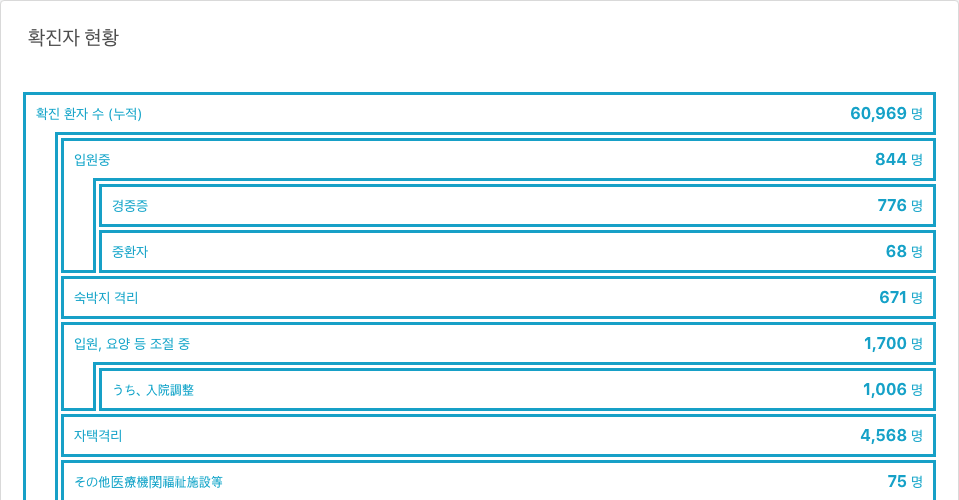 확진자 현황
확진 환자 수 (누적) 60,969 명
입원중 844 명
경중증 776 명
중환자 68 명
숙박지 격리 671 명
입원, 요양 등 조절 중 1,700 명
うち、入院調整 1,006 명
자택격리 4,568 명
その他医療機関福祉施設等 75 명